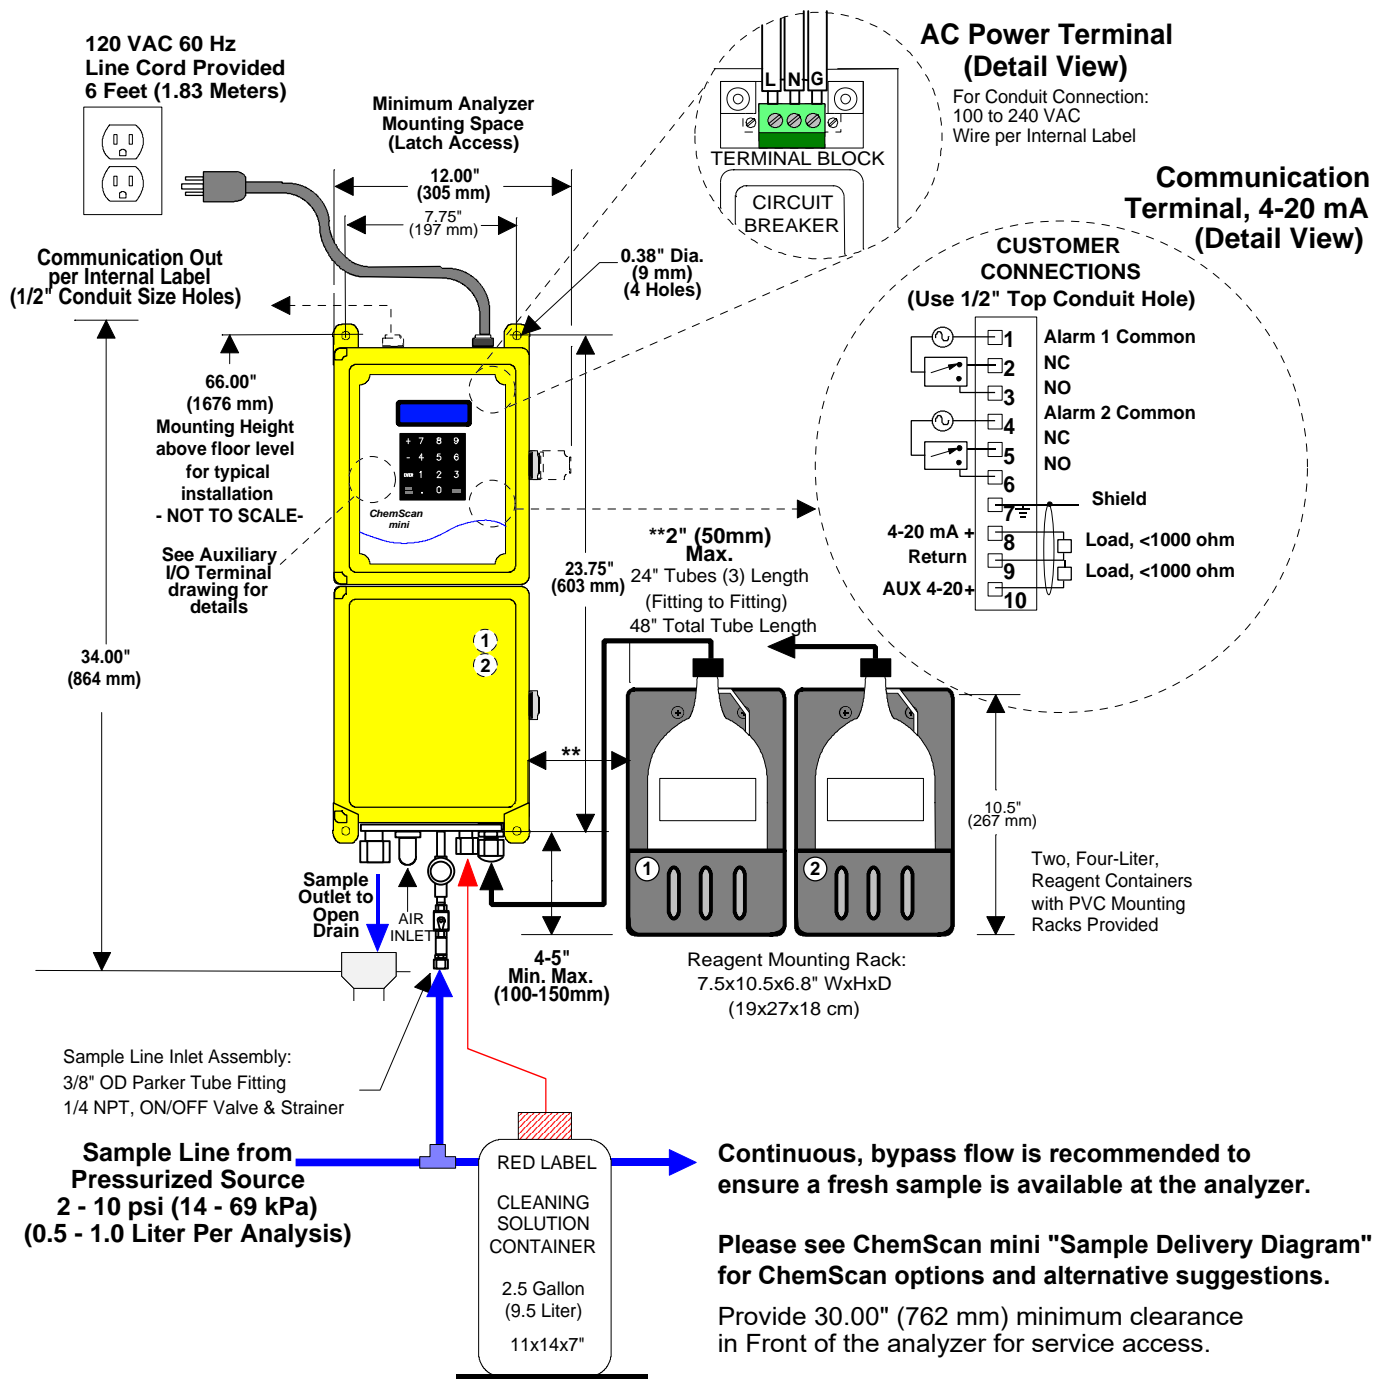 120 VAC 60 Hz
Line Cord Provided
6 Feet (1.83 Meters)
Minimum Analyzer
Mounting Space
(Latch Access)
12.00"
(305 mm)
7.75"
(197 mm)
0.38" Dia.
(9 mm)
(4 Holes)
L N G
TERMINAL BLOCK
CIRCUIT
BREAKER
AC Power Terminal
(Detail View)
For Conduit Connection:
100 to 240 VAC
Wire per Internal Label
Communication
Terminal, 4-20 mA
(Detail View)
CUSTOMER
CONNECTIONS
(Use 1/2" Top Conduit Hole)
1 Alarm 1 Common
2 NC
3 NO
4 Alarm 2 Common
5 NC
6 NO
7 Shield
4-20 mA + 8 Load, <1000 ohm
Return 9 Load, <1000 ohm
AUX 4-20+ 10
Communication Out
per Internal Label
(1/2" Conduit Size Holes)
66.00"
(1676 mm)
Mounting Height
above floor level
for typical
installation
- NOT TO SCALE-
See Auxiliary
I/O Terminal
drawing for
details
34.00"
(864 mm)
+ 7 8 9
- 4 5 6
1 2 3
. 0
ChemScan
mini
23.75"
(603 mm)
1
2
**2" (50mm)
Max.
24" Tubes (3) Length
(Fitting to Fitting)
48" Total Tube Length
**
1
2
10.5"
(267 mm)
Two, Four-Liter,
Reagent Containers
with PVC Mounting
Racks Provided
Reagent Mounting Rack:
7.5x10.5x6.8" WxHxD
(19x27x18 cm)
4-5"
Min. Max.
(100-150mm)
Sample
Outlet to
Open
Drain
AIR
INLET
Sample Line Inlet Assembly:
3/8" OD Parker Tube Fitting
1/4 NPT, ON/OFF Valve & Strainer
Sample Line from
Pressurized Source
2 - 10 psi (14 - 69 kPa)
(0.5 - 1.0 Liter Per Analysis)
RED LABEL
CLEANING
SOLUTION
CONTAINER
2.5 Gallon
(9.5 Liter)
11x14x7"
Continuous, bypass flow is recommended to
ensure a fresh sample is available at the analyzer.
Please see ChemScan mini "Sample Delivery Diagram"
for ChemScan options and alternative suggestions.
Provide 30.00" (762 mm) minimum clearance
in Front of the analyzer for service access.